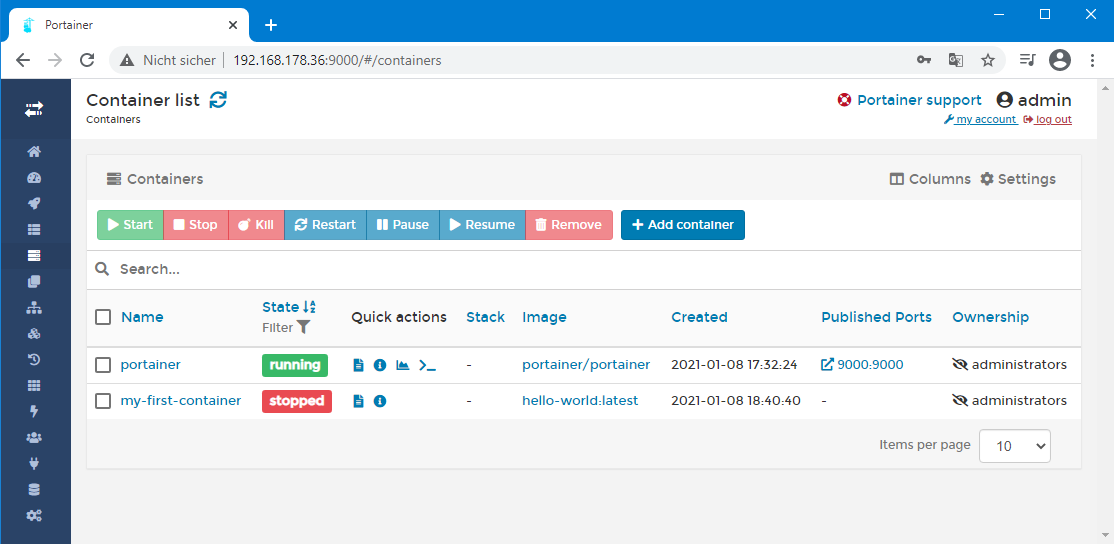 Portainer
Nicht sicher 192.168.178.36:9000/#/containers
Container list
Portainer support admin
Containers
my account log out
Containers
Columns Settings
Start Stop Kill Restart Pause Resume Remove Add container
Search...
Name State Filter Quick actions Stack Image Created Published Ports Ownership
portainer running - portainer/portainer 2021-01-08 17:32:24 9000:9000 administrators
my-first-container stopped - hello-world:latest 2021-01-08 18:40:40 - administrators
Items per page 10